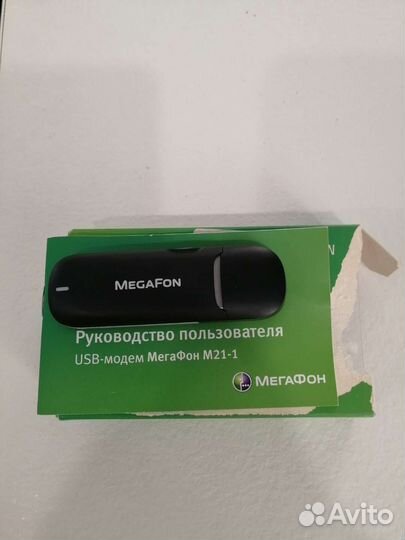 N
MEGAFON
Руководство пользователя
USB-модем МегаФон М21-1
МЕГАФОН
Avito